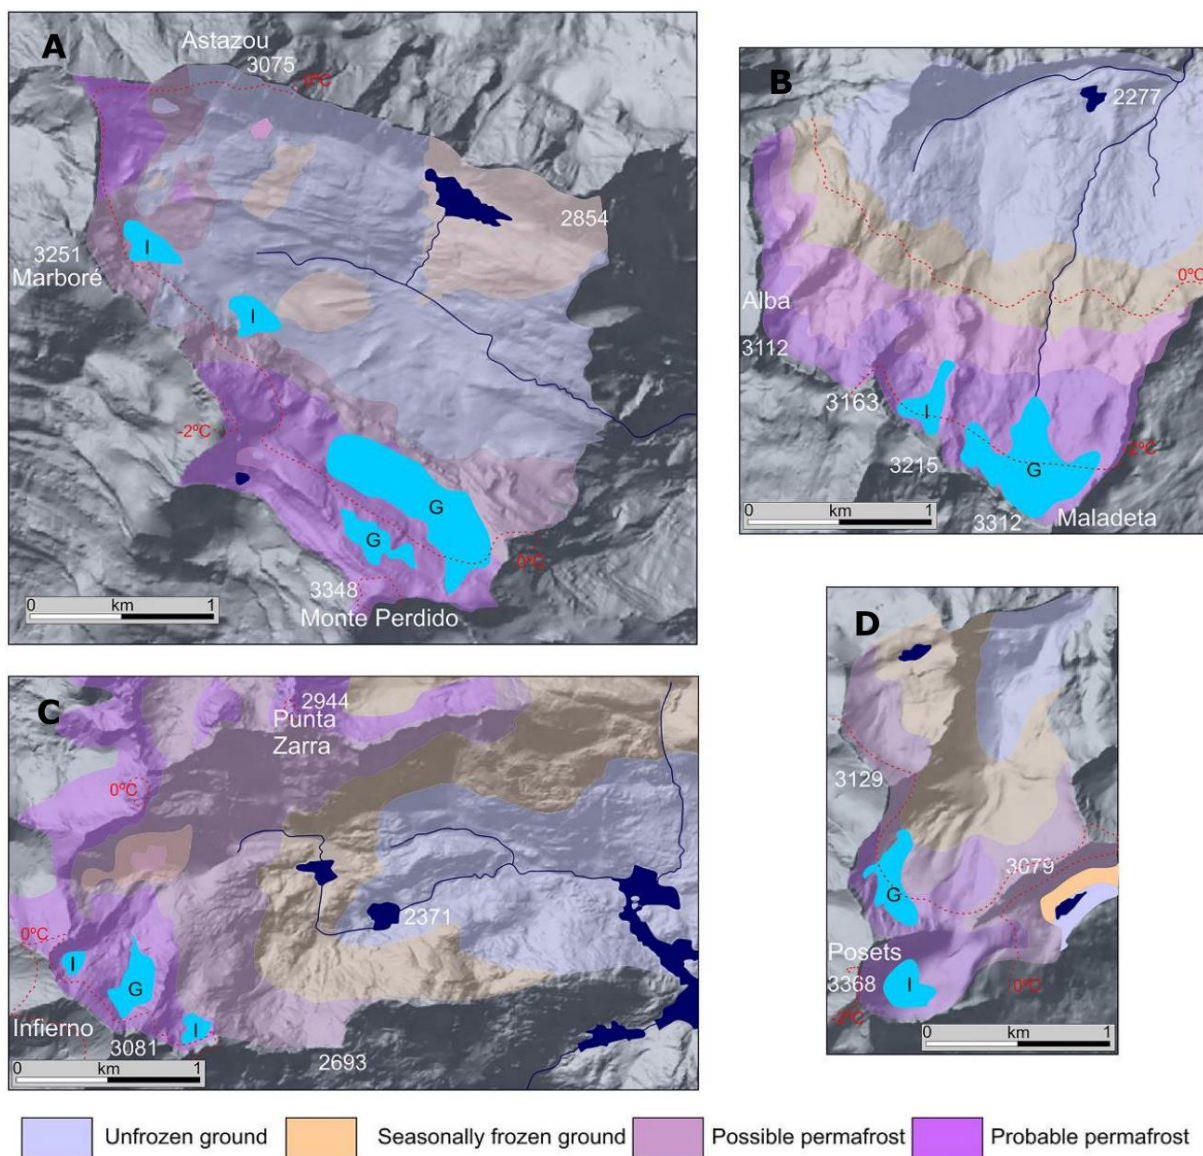 A
Astazou
3075
0ºC
2854
3251
Marboré
I
I
-2ºC
G
G
0ºC
3348
Monte Perdido
0 km 1
B
2277
0ºC
Alba
3112
3163
I
-2ºC
3215
G
3312
Maladeta
0 km 1
C
2944
Punta
Zarra
0ºC
2371
0ºC
I
G
I
Infierno
3081
2693
0 km 1
D
3129
3079
G
Posets
3368
I
0ºC
-2ºC
0 km 1
Unfrozen ground
Seasonally frozen ground
Possible permafrost
Probable permafrost